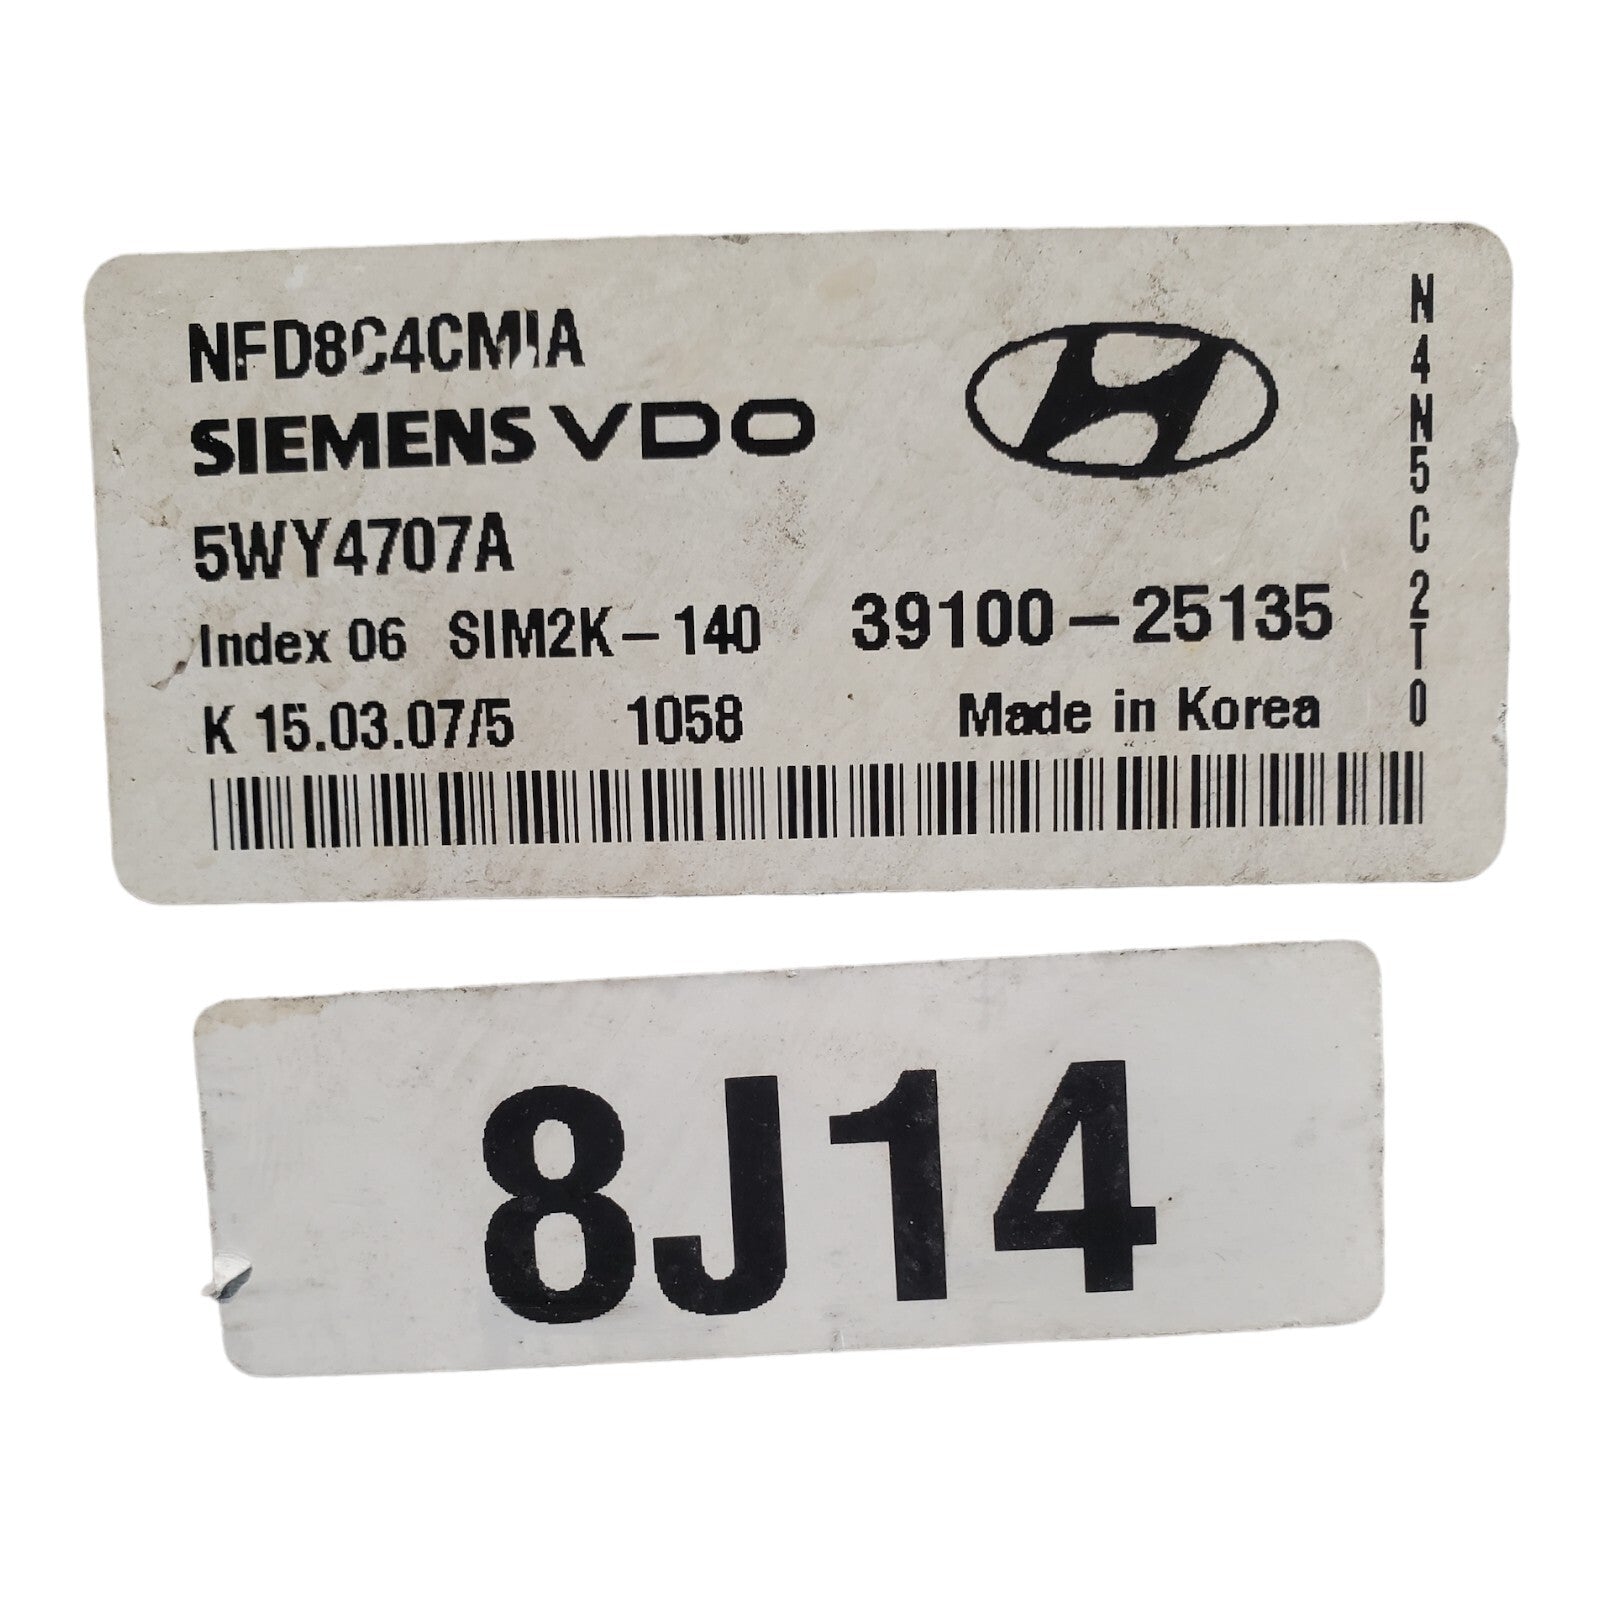 SIEMENS VDO
5WY4707A
Index 06 SIM2K-140 39100-25135
K 15.03.07/5 1058 Made in Korea
N4N5C2T0
8J14